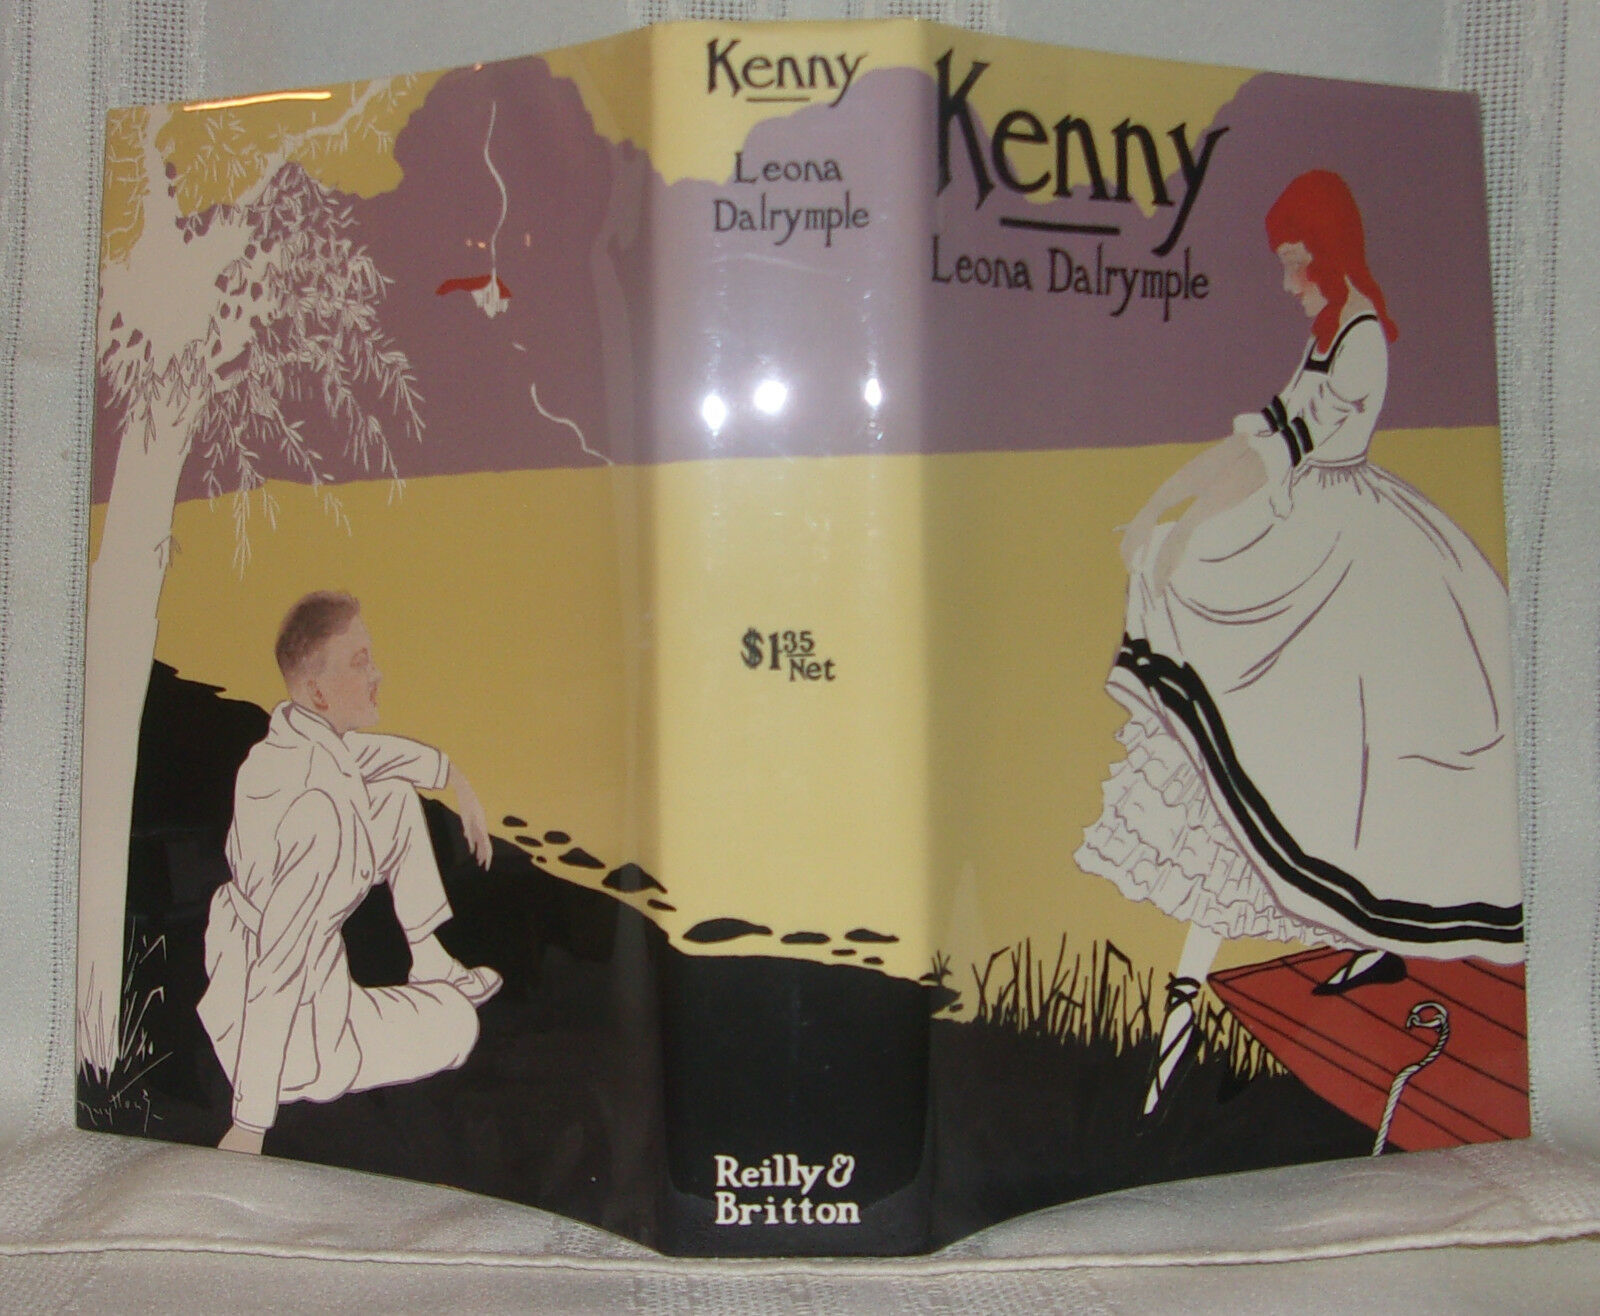 Kenny
Leona
Dalrymple
$1.35
Net
Reilly &
Britton
Kenny
Leona Dalrymple